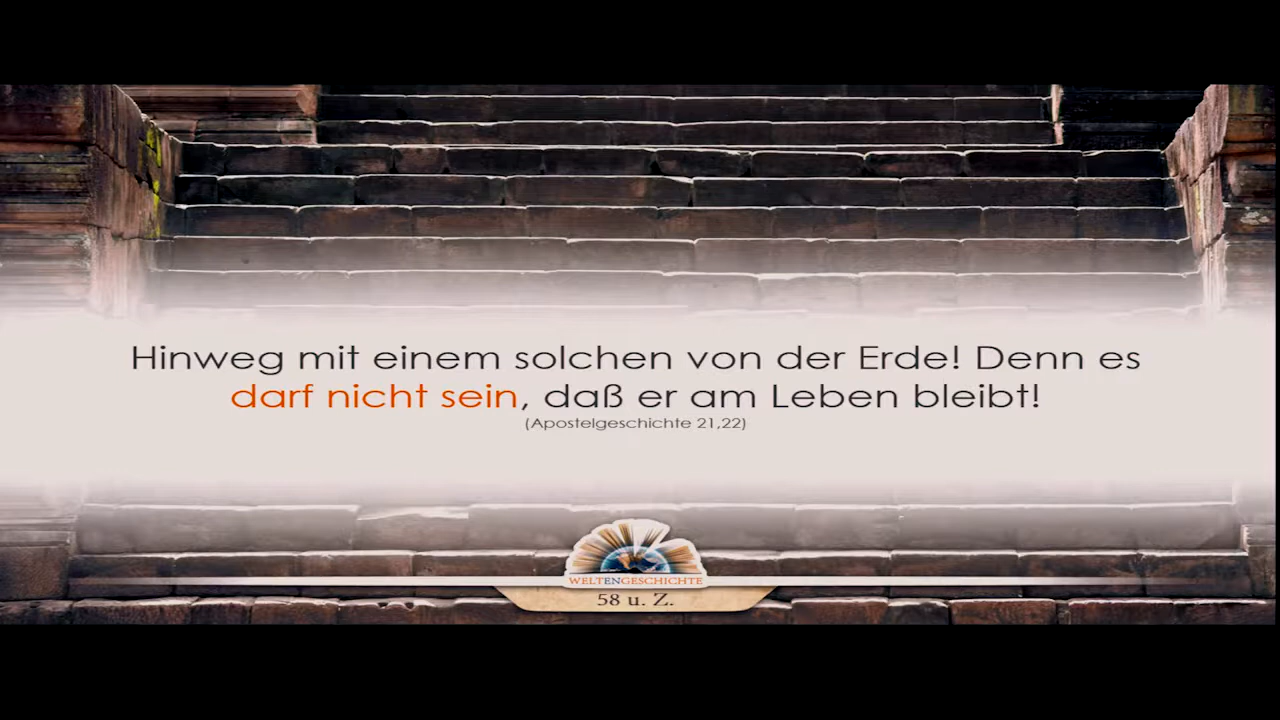 Hinweg mit einem solchen von der Erde! Denn es
darf nicht sein, daß er am Leben bleibt!
(Apostelgeschichte 21,22)
WELTENGESCHICHTE
58 u. Z.